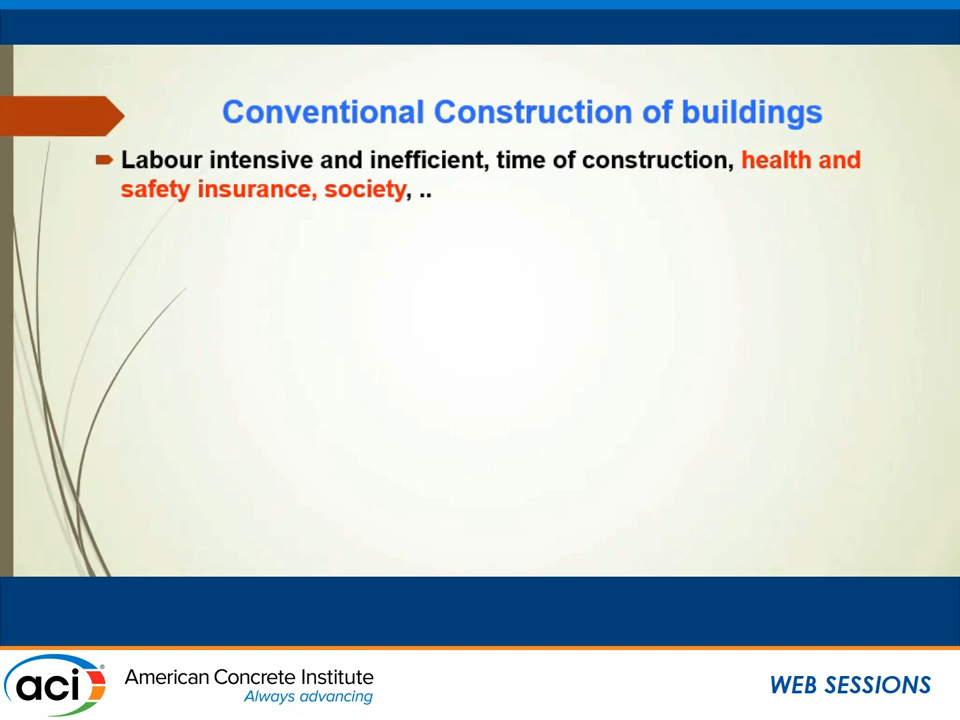 Conventional Construction of buildings
Labour intensive and inefficient, time of construction, health and
safety insurance, society, ..
aci® American Concrete Institute
Always advancing
WEB SESSIONS